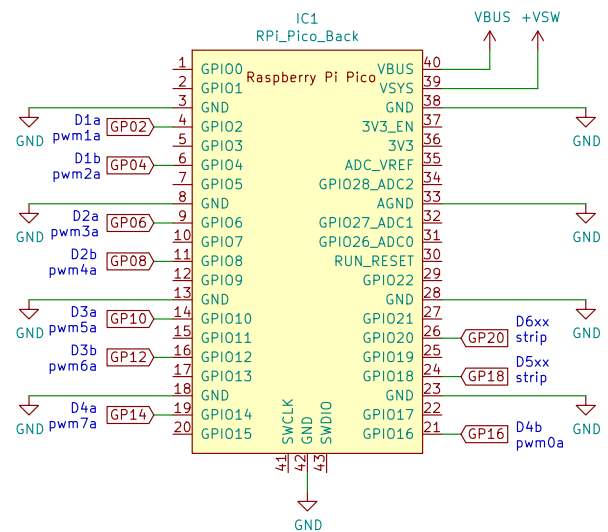 IC1
RPi_Pico_Back
VBUS +VSW
Raspberry Pi Pico
1 GPIO0 VBUS 40
2 GPIO1 VSYS 39
3 GND GND 38
GND GND
D1a
pwm1a GP02 4 GPIO2 3V3_EN 37
5 GPIO3 3V3 36
D1b
pwm2a GP04 6 GPIO4 ADC_VREF 35
7 GPIO5 GPIO28_ADC2 34
8 GND AGND 33
GND GND
D2a
pwm3a GP06 9 GPIO6 GPIO27_ADC1 32
10 GPIO7 GPIO26_ADC0 31
D2b
pwm4a GP08 11 GPIO8 RUN_RESET 30
12 GPIO9 GPIO22 29
13 GND GND 28
GND GND
D3a
pwm5a GP10 14 GPIO10 GPIO21 27
15 GPIO11 GPIO20 26 GP20 D6xx
strip
D3b
pwm6a GP12 16 GPIO12 GPIO19 25
17 GPIO13 GPIO18 24 GP18 D5xx
strip
18 GND GND 23
GND GND
D4a
pwm7a GP14 19 GPIO14 GPIO17 22
20 GPIO15 GPIO16 21 GP16 D4b
pwm0a
SWCLK GND SWDIO
41 42 43
GND